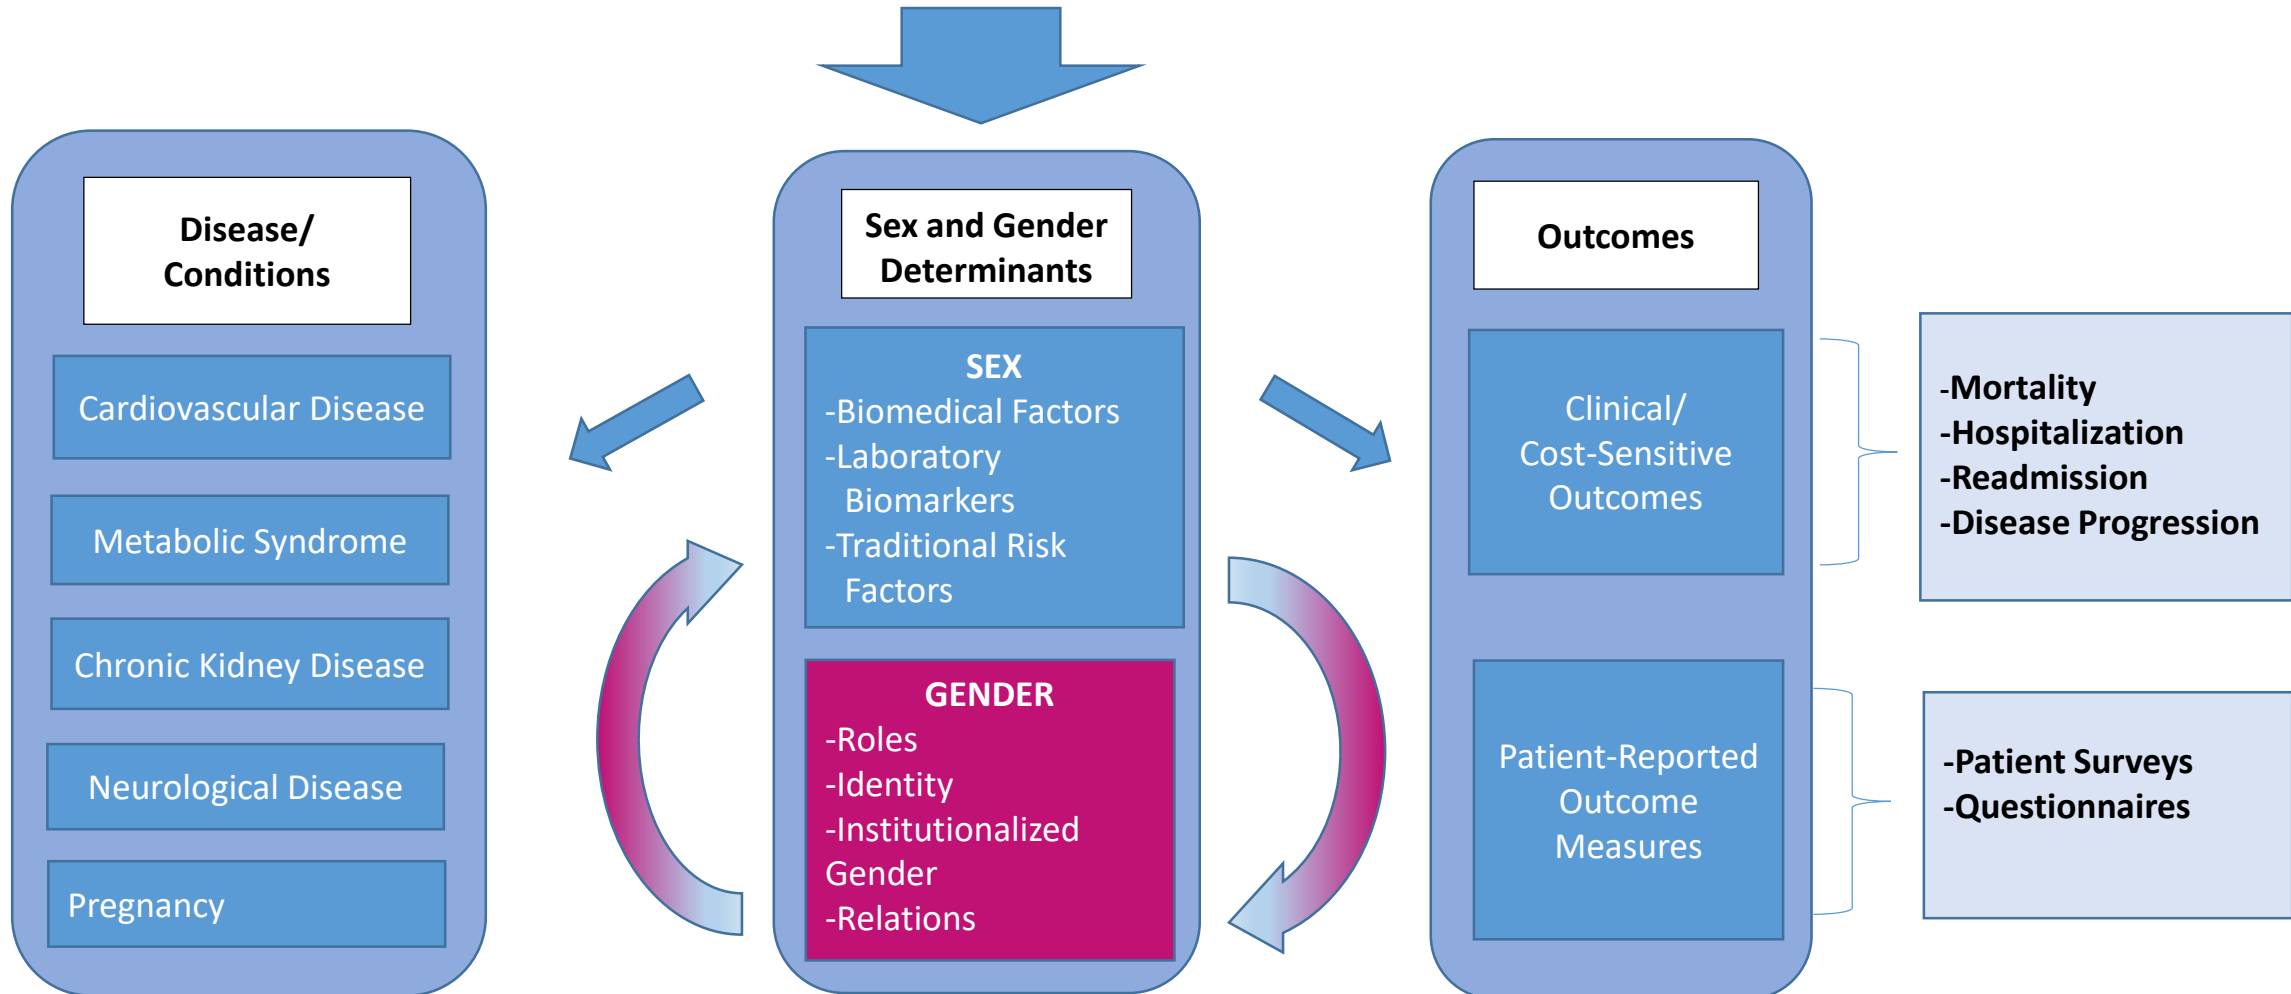 Disease/
Conditions
Cardiovascular Disease
Metabolic Syndrome
Chronic Kidney Disease
Neurological Disease
Pregnancy
Sex and Gender
Determinants
SEX
-Biomedical Factors
-Laboratory
Biomarkers
-Traditional Risk
Factors
GENDER
-Roles
-Identity
-Institutionalized
Gender
-Relations
Outcomes
Clinical/
Cost-Sensitive
Outcomes
Patient-Reported
Outcome
Measures
-Mortality
-Hospitalization
-Readmission
-Disease Progression
-Patient Surveys
-Questionnaires